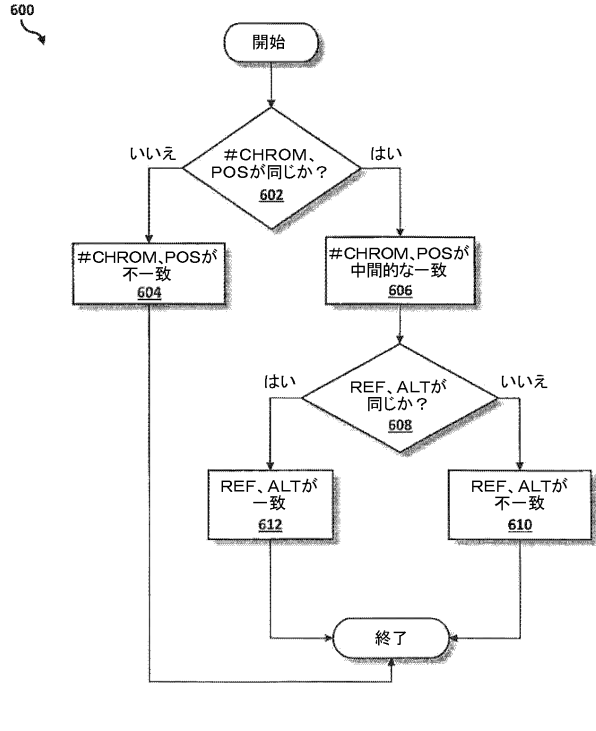 600
開始
いいえ
はい
#CHROM、
POSが同じか?
602
#CHROM、POSが
不一致
604
#CHROM、POSが
中間的な一致
606
はい
いいえ
REF、ALTが
同じか?
608
REF、ALTが
一致
612
REF、ALTが
不一致
610
終了